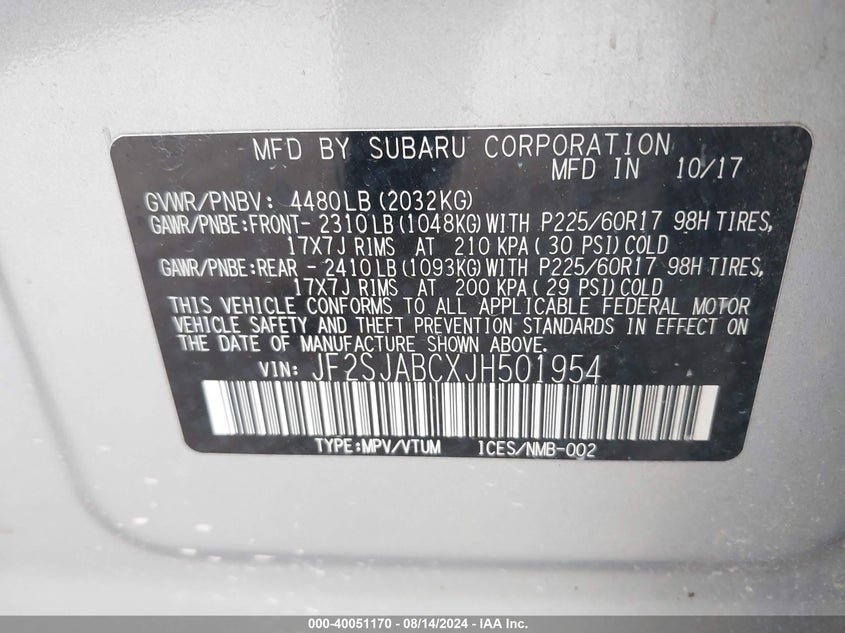 MFD BY SUBARU CORPORATION
MFD IN 10/17
GVWR/PNBV: 4480LB (2032KG)
GAWR/PNBE:FRONT- 2310LB (1048KG) WITH P225/60R17 98H TIRES,
17X7J RIMS AT 210 KPA ( 30 PSI) COLD
GAWR/PNBE:REAR - 2410LB (1093KG) WITH P225/60R17 98H TIRES,
17X7J RIMS AT 200 KPA ( 29 PSI) COLD
THIS VEHICLE CONFORMS TO ALL APPLICABLE FEDERAL MOTOR
VEHICLE SAFETY AND THEFT PREVENTION STANDARDS IN EFFECT ON
THE DATE OF MANUFACTURE SHOWN ABOVE.
VIN: JF2SJABCXJH501954
TYPE:MPV/VTUM ICES/NMB-002
000-40051170 - 08/14/2024 - IAA Inc.